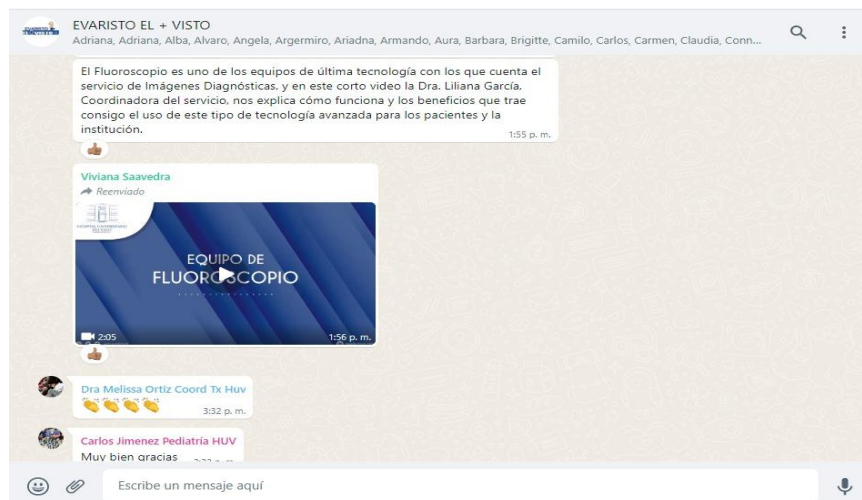 EVARISTO EL + VISTO
Adriana, Adriana, Alba, Alvaro, Angela, Argermiro, Ariadna, Armando, Aura, Barbara, Brigitte, Camilo, Carlos, Carmen, Claudia, Conn...
El Fluoroscopio es uno de los equipos de última tecnología con los que cuenta el
servicio de Imágenes Diagnósticas, y en este corto video la Dra. Liliana García,
Coordinadora del servicio, nos explica cómo funciona y los beneficios que trae
consigo el uso de este tipo de tecnología avanzada para los pacientes y la
institución.
1:55 p. m.
Viviana Saavedra
Reenviado
EQUIPO DE
FLUOROSCOPIO
2:05
1:56 p. m.
Dra Melissa Ortiz Coord Tx Huv
3:32 p. m.
Carlos Jimenez Pediatría HUV
Muy bien gracias
Escribe un mensaje aquí